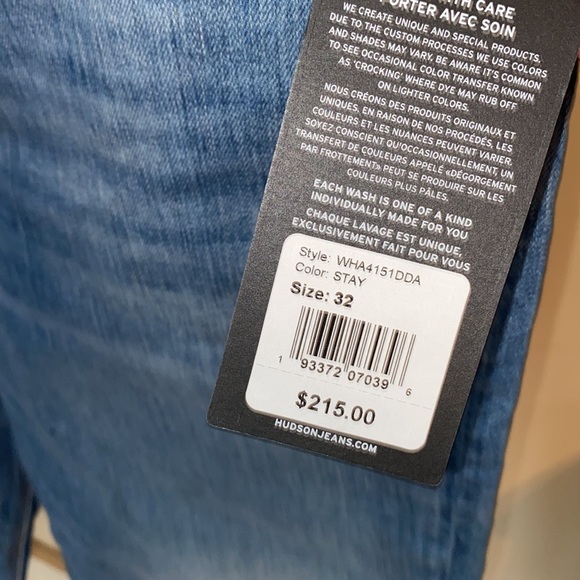 WITH CARE
PORTER AVEC SOIN
WE CREATE UNIQUE AND SPECIAL PRODUCTS.
DUE TO THE CUSTOM PROCESSES WE USE COLORS
AND SHADES MAY VARY. BE AWARE IT'S COMMON
TO SEE OCCASIONAL COLOR TRANSFER KNOWN
AS 'CROCKING' WHERE DYE MAY RUB OFF
ON LIGHTER COLORS.
NOUS CRÉONS DES PRODUITS ORIGINAUX ET
UNIQUES. EN RAISON DE NOS PROCÉDÉS, LES
COULEURS ET LES NUANCES PEUVENT VARIER.
SOYEZ CONSCIENT QU'OCCASIONNELLEMENT, UN
TRANSFERT DE COULEURS APPELÉ «DÉGORGEMENT
PAR FROTTEMENT» PEUT SE PRODUIRE SUR LES
COULEURS PLUS PÂLES.
EACH WASH IS ONE OF A KIND
INDIVIDUALLY MADE FOR YOU
CHAQUE LAVAGE EST UNIQUE,
EXCLUSIVEMENT FAIT POUR VOUS
Style: WHA4151DDA
Color: STAY
Size: 32
1 93372 07039 6
$215.00
HUDSONJEANS.COM